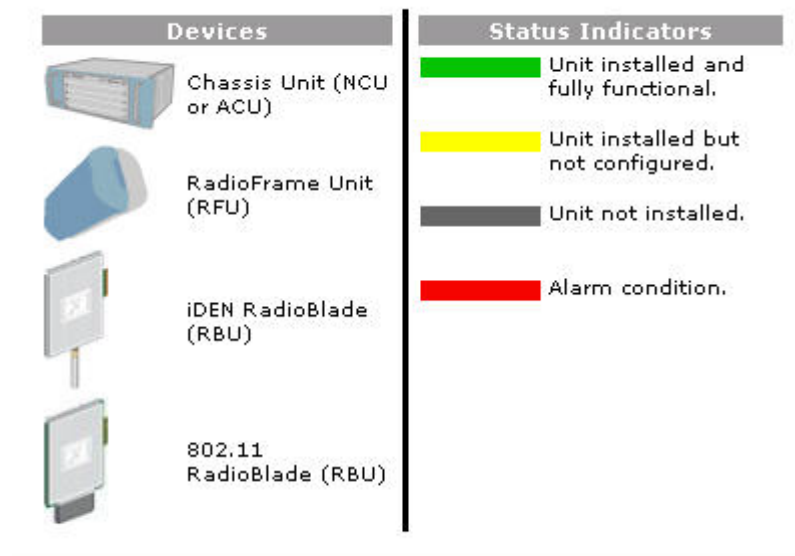 Devices
Chassis Unit (NCU
or ACU)
RadioFrame Unit
(RFU)
iDEN RadioBlade
(RBU)
802.11
RadioBlade (RBU)
Status Indicators
Unit installed and
fully functional.
Unit installed but
not configured.
Unit not installed.
Alarm condition.